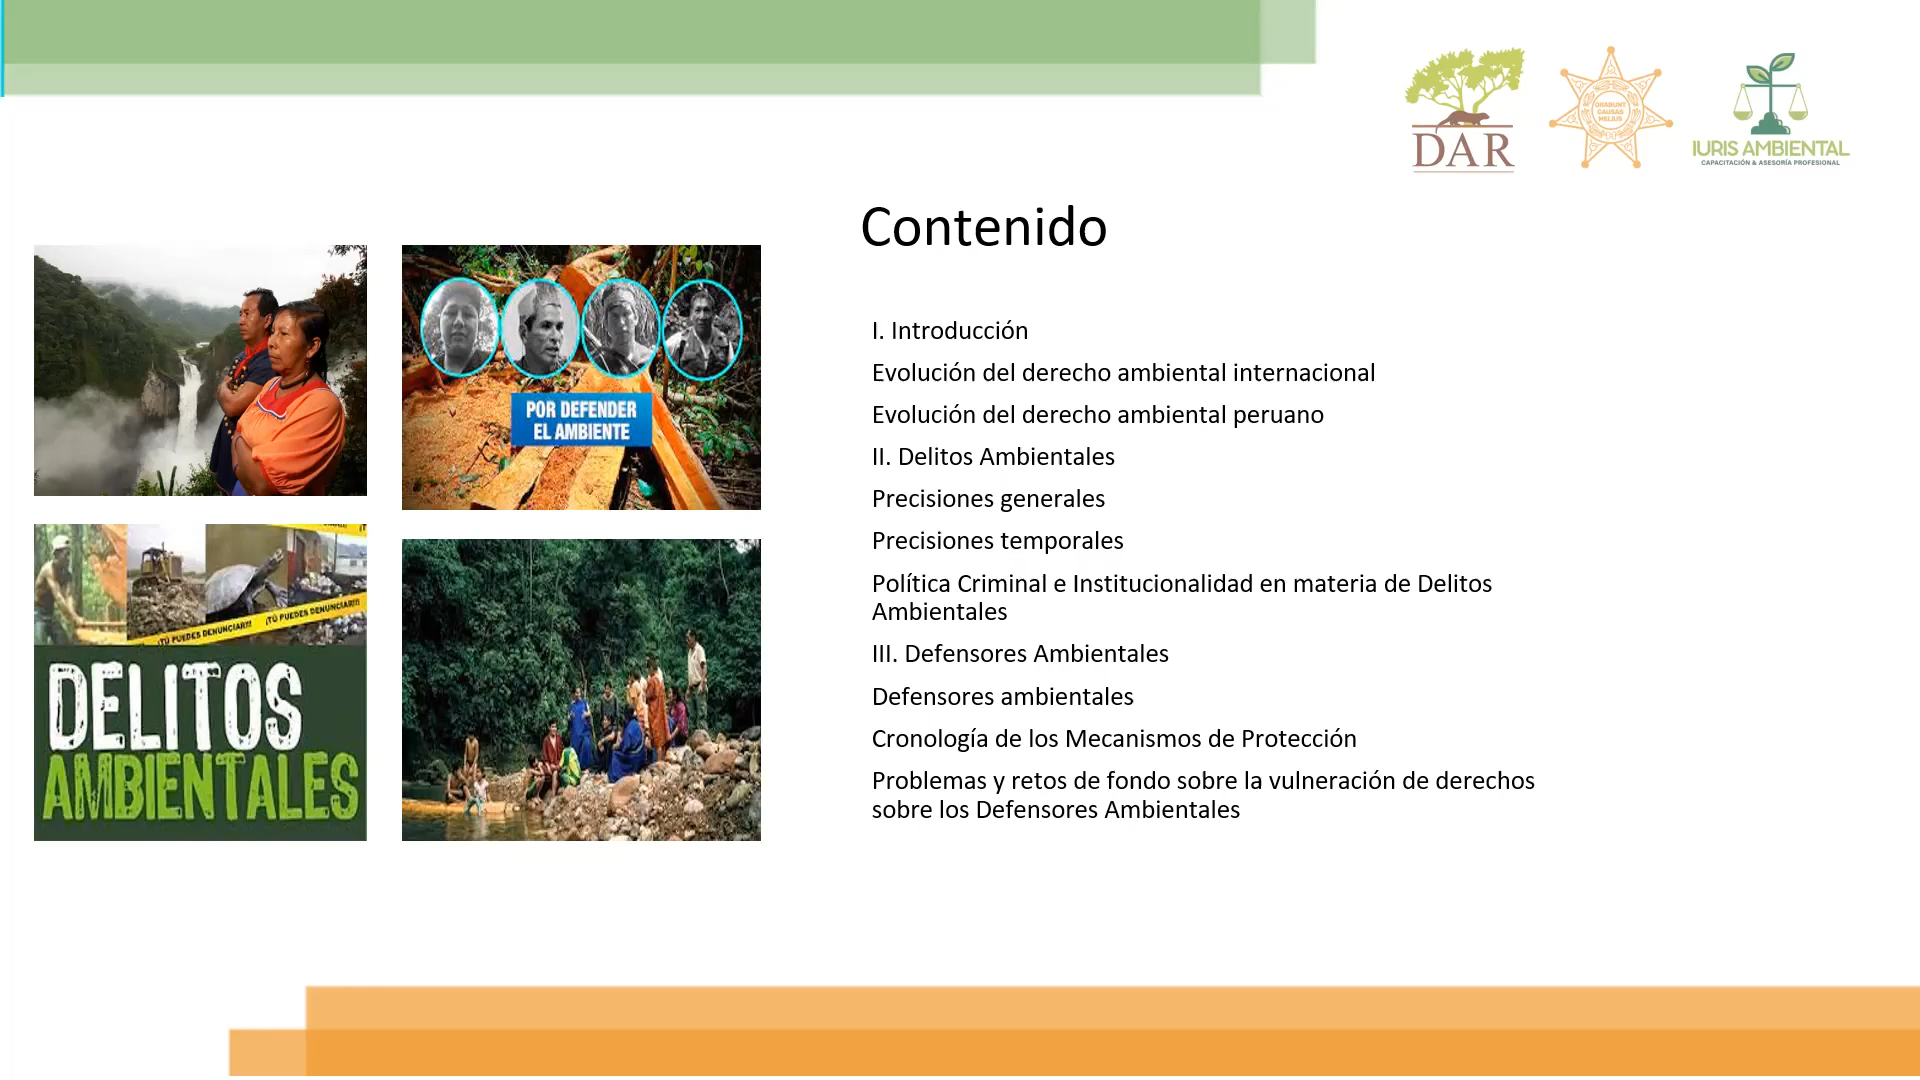 DAR
ORABUNT
CAUSAS
MELIUS
IURIS AMBIENTAL
CAPACITACIÓN & ASESORÍA PROFESIONAL
Contenido
POR DEFENDER
EL AMBIENTE
¡TÚ PUEDES DENUNCIAR!!!
¡TÚ PUEDES DENUNCIAR!!!
DELITOS
AMBIENTALES
I. Introducción
Evolución del derecho ambiental internacional
Evolución del derecho ambiental peruano
II. Delitos Ambientales
Precisiones generales
Precisiones temporales
Política Criminal e Institucionalidad en materia de Delitos
Ambientales
III. Defensores Ambientales
Defensores ambientales
Cronología de los Mecanismos de Protección
Problemas y retos de fondo sobre la vulneración de derechos
sobre los Defensores Ambientales